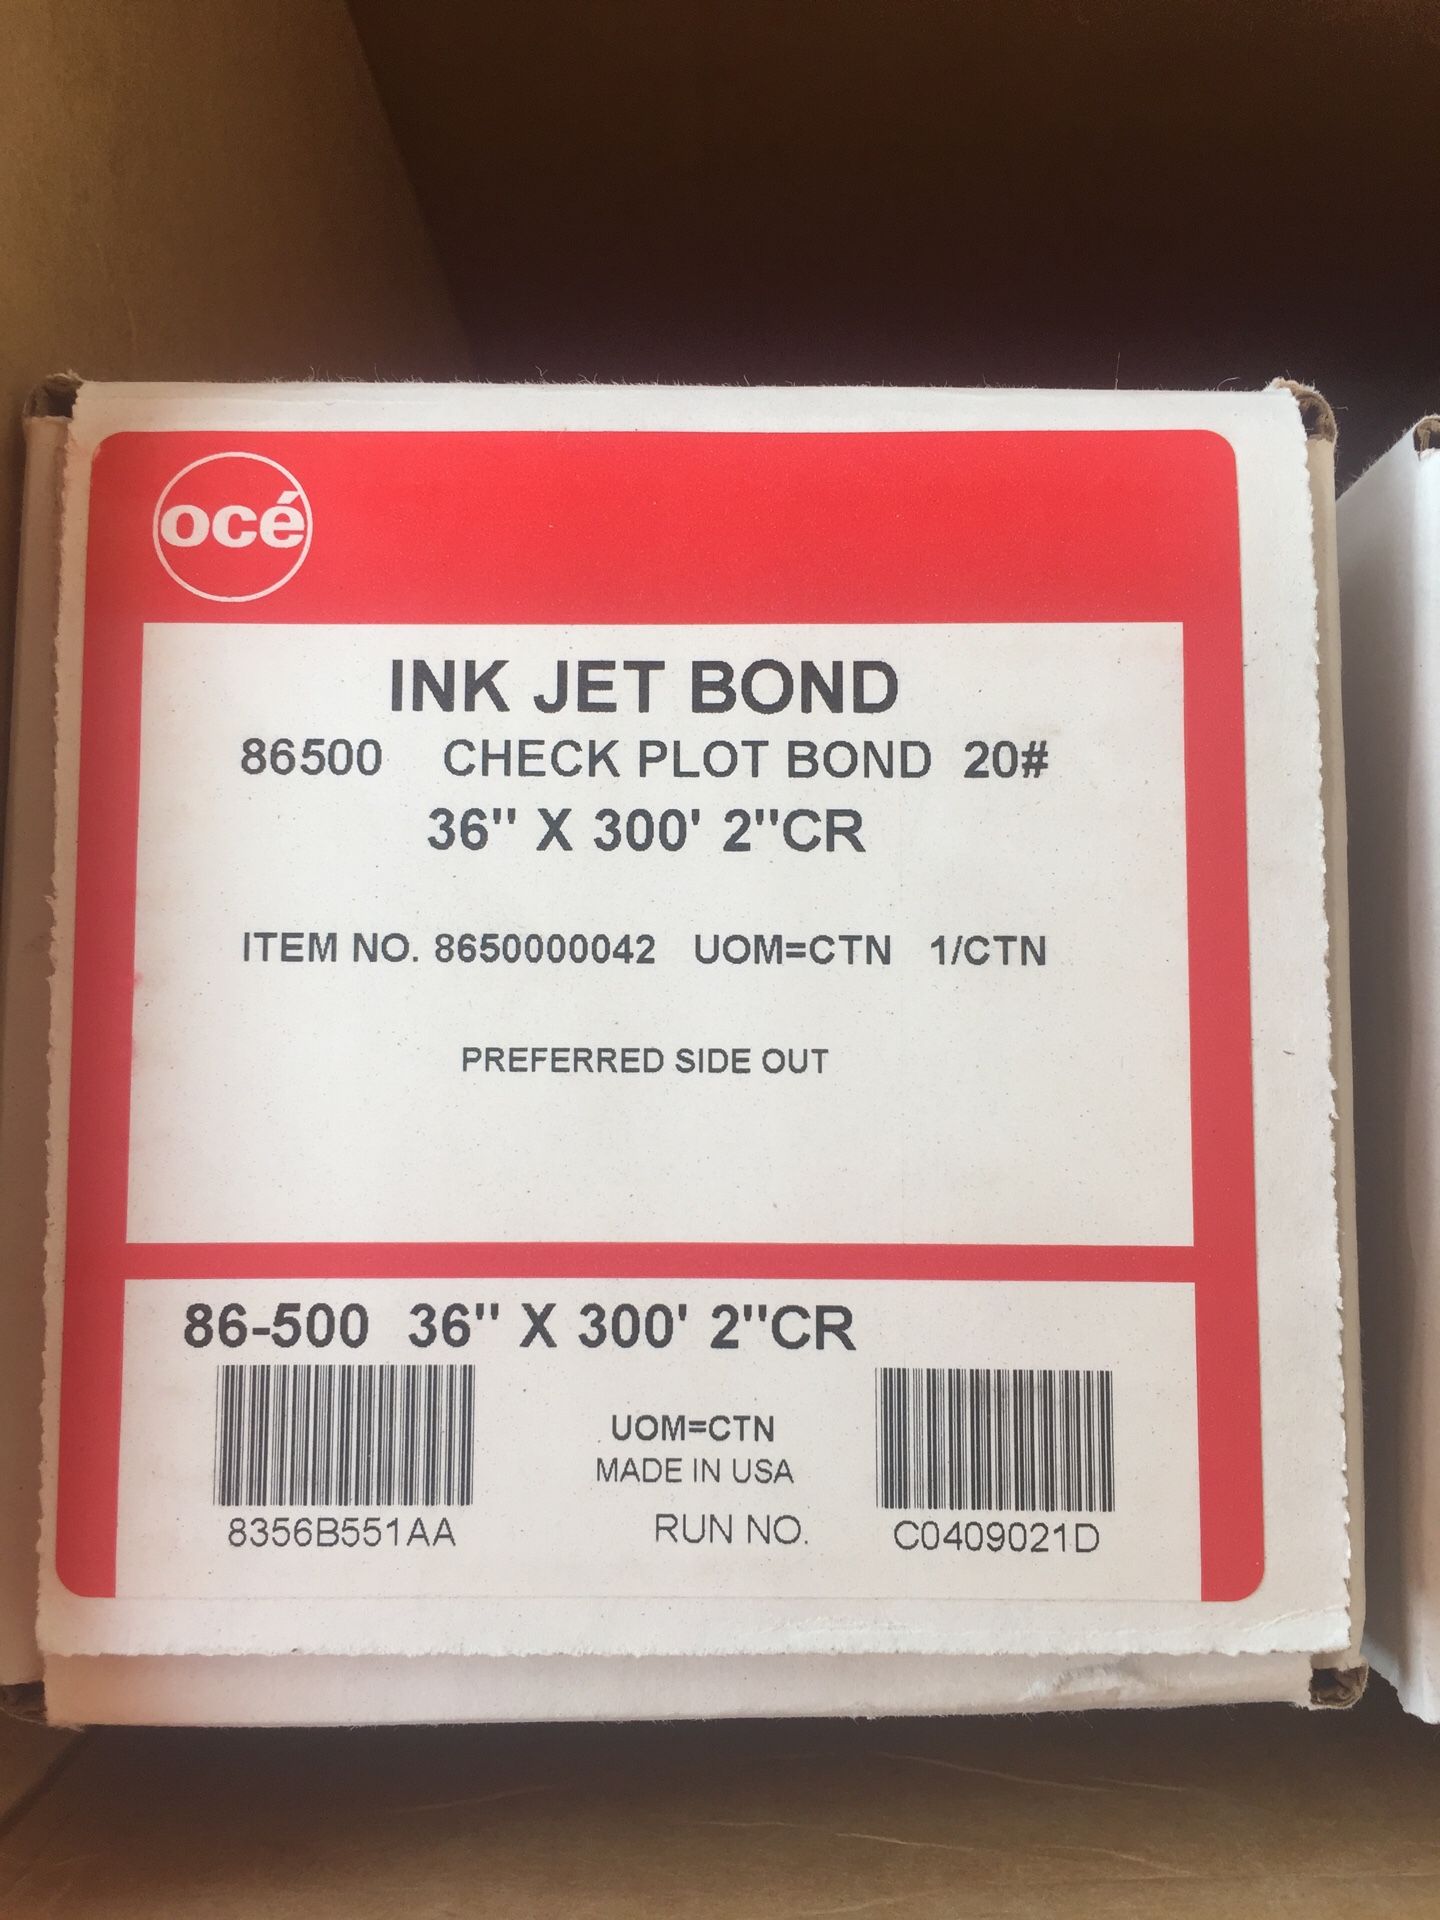 océ
INK JET BOND
86500 CHECK PLOT BOND 20#
36" X 300' 2"CR
ITEM NO. 8650000042 UOM=CTN 1/CTN
PREFERRED SIDE OUT
86-500 36" X 300' 2"CR
UOM=CTN
MADE IN USA
8356B551AA RUN NO. C0409021D